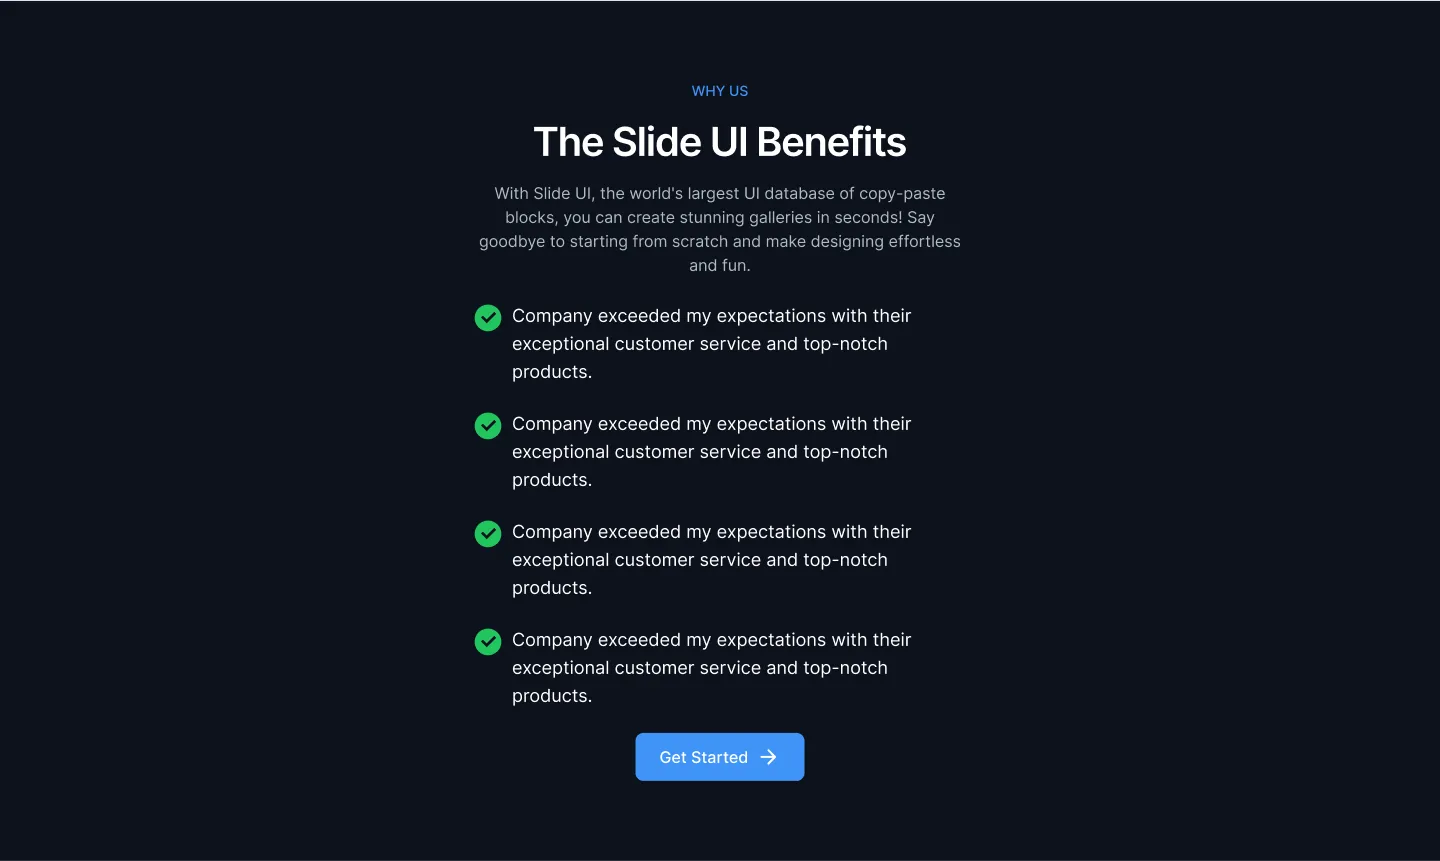 WHY US
The Slide UI Benefits
With Slide UI, the world's largest UI database of copy-paste
blocks, you can create stunning galleries in seconds! Say
goodbye to starting from scratch and make designing effortless
and fun.
Company exceeded my expectations with their
exceptional customer service and top-notch
products.
Company exceeded my expectations with their
exceptional customer service and top-notch
products.
Company exceeded my expectations with their
exceptional customer service and top-notch
products.
Company exceeded my expectations with their
exceptional customer service and top-notch
products.
Get Started